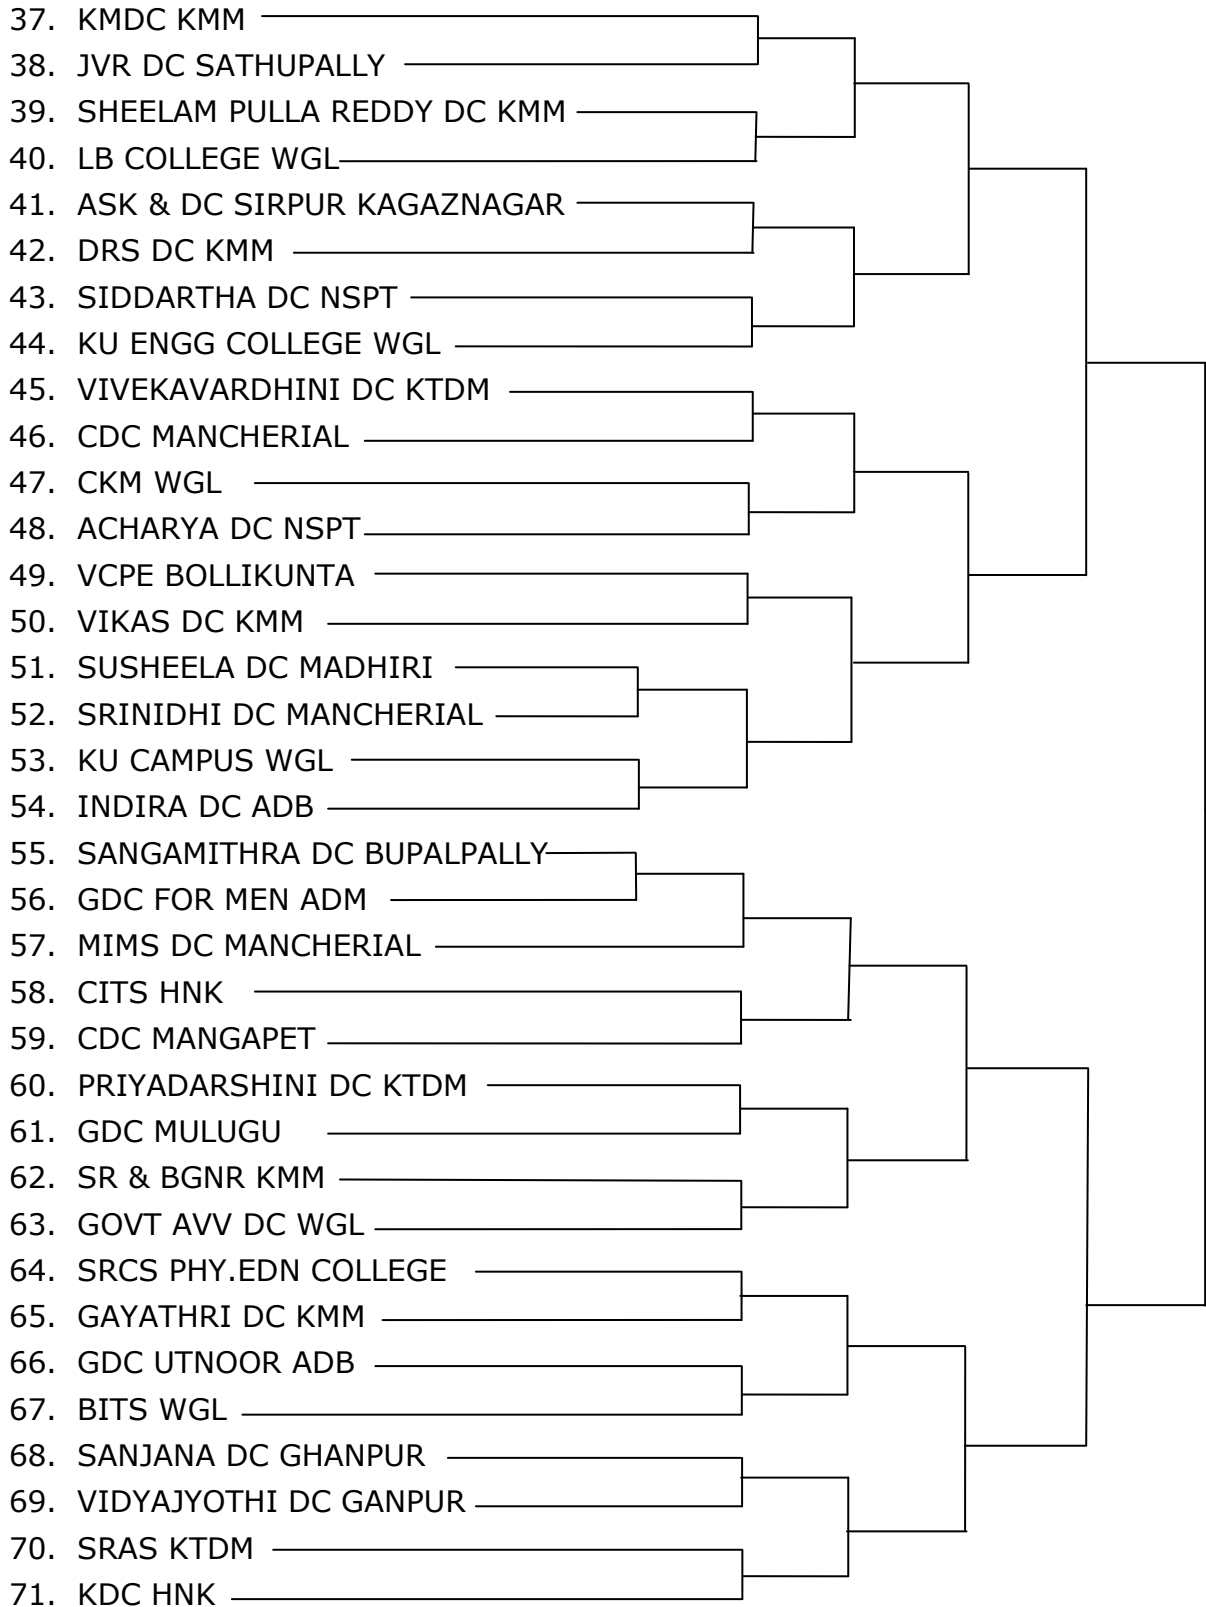 37. KMDC KMM
38. JVR DC SATHUPALLY
39. SHEELAM PULLA REDDY DC KMM
40. LB COLLEGE WGL
41. ASK & DC SIRPUR KAGAZNAGAR
42. DRS DC KMM
43. SIDDARTHA DC NSPT
44. KU ENGG COLLEGE WGL
45. VIVEKAVARDHINI DC KTDM
46. CDC MANCHERIAL
47. CKM WGL
48. ACHARYA DC NSPT
49. VCPE BOLLIKUNTA
50. VIKAS DC KMM
51. SUSHEELA DC MADHIRI
52. SRINIDHI DC MANCHERIAL
53. KU CAMPUS WGL
54. INDIRA DC ADB
55. SANGAMITHRA DC BUPALPALLY
56. GDC FOR MEN ADM
57. MIMS DC MANCHERIAL
58. CITS HNK
59. CDC MANGAPET
60. PRIYADARSHINI DC KTDM
61. GDC MULUGU
62. SR & BGNR KMM
63. GOVT AVV DC WGL
64. SRCS PHY.EDN COLLEGE
65. GAYATHRI DC KMM
66. GDC UTNOOR ADB
67. BITS WGL
68. SANJANA DC GHANPUR
69. VIDYAJYOTHI DC GANPUR
70. SRAS KTDM
71. KDC HNK